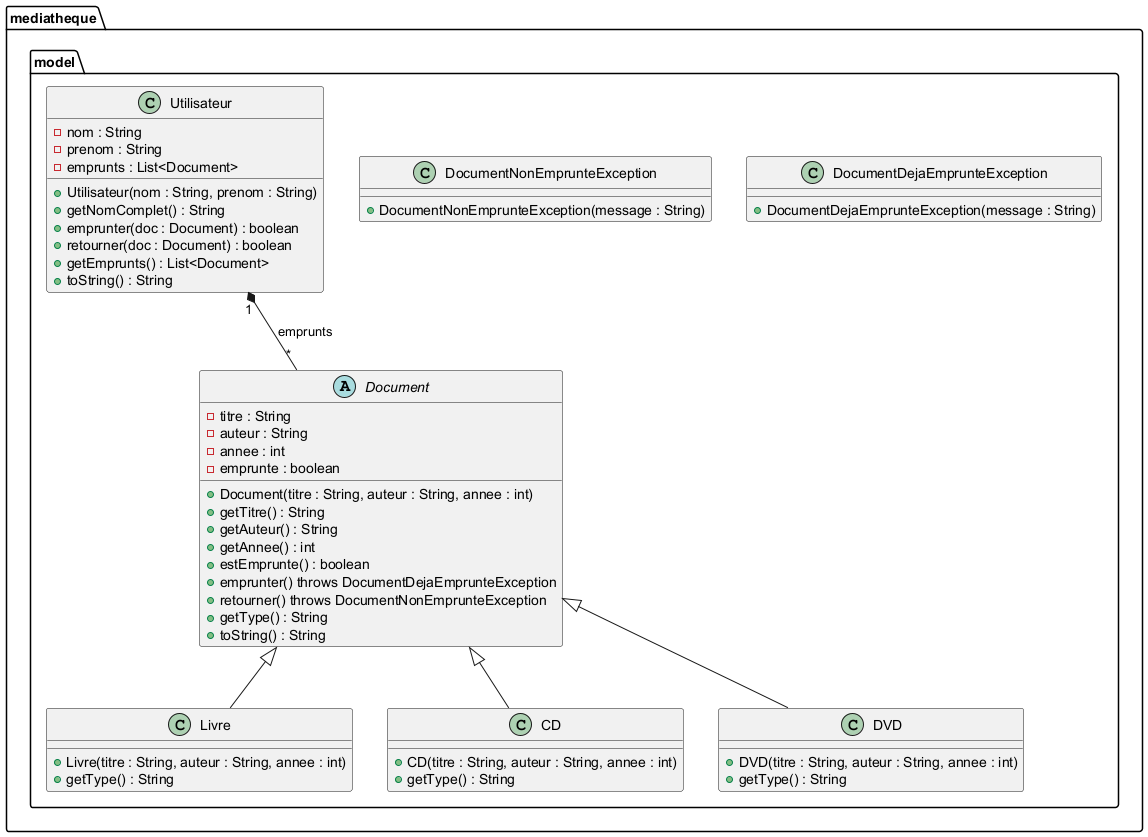 mediatheque
model
C Utilisateur
nom : String
prenom : String
emprunts : List<Document>
Utilisateur(nom : String, prenom : String)
getNomComplet() : String
emprunter(doc : Document) : boolean
retourner(doc : Document) : boolean
getEmprunts() : List<Document>
toString() : String
C DocumentNonEmprunteException
DocumentNonEmprunteException(message : String)
C DocumentDejaEmprunteException
DocumentDejaEmprunteException(message : String)
1
emprunts
*
A Document
titre : String
auteur : String
annee : int
emprunte : boolean
Document(titre : String, auteur : String, annee : int)
getTitre() : String
getAuteur() : String
getAnnee() : int
estEmprunte() : boolean
emprunter() throws DocumentDejaEmprunteException
retourner() throws DocumentNonEmprunteException
getType() : String
toString() : String
C Livre
Livre(titre : String, auteur : String, annee : int)
getType() : String
C CD
CD(titre : String, auteur : String, annee : int)
getType() : String
C DVD
DVD(titre : String, auteur : String, annee : int)
getType() : String